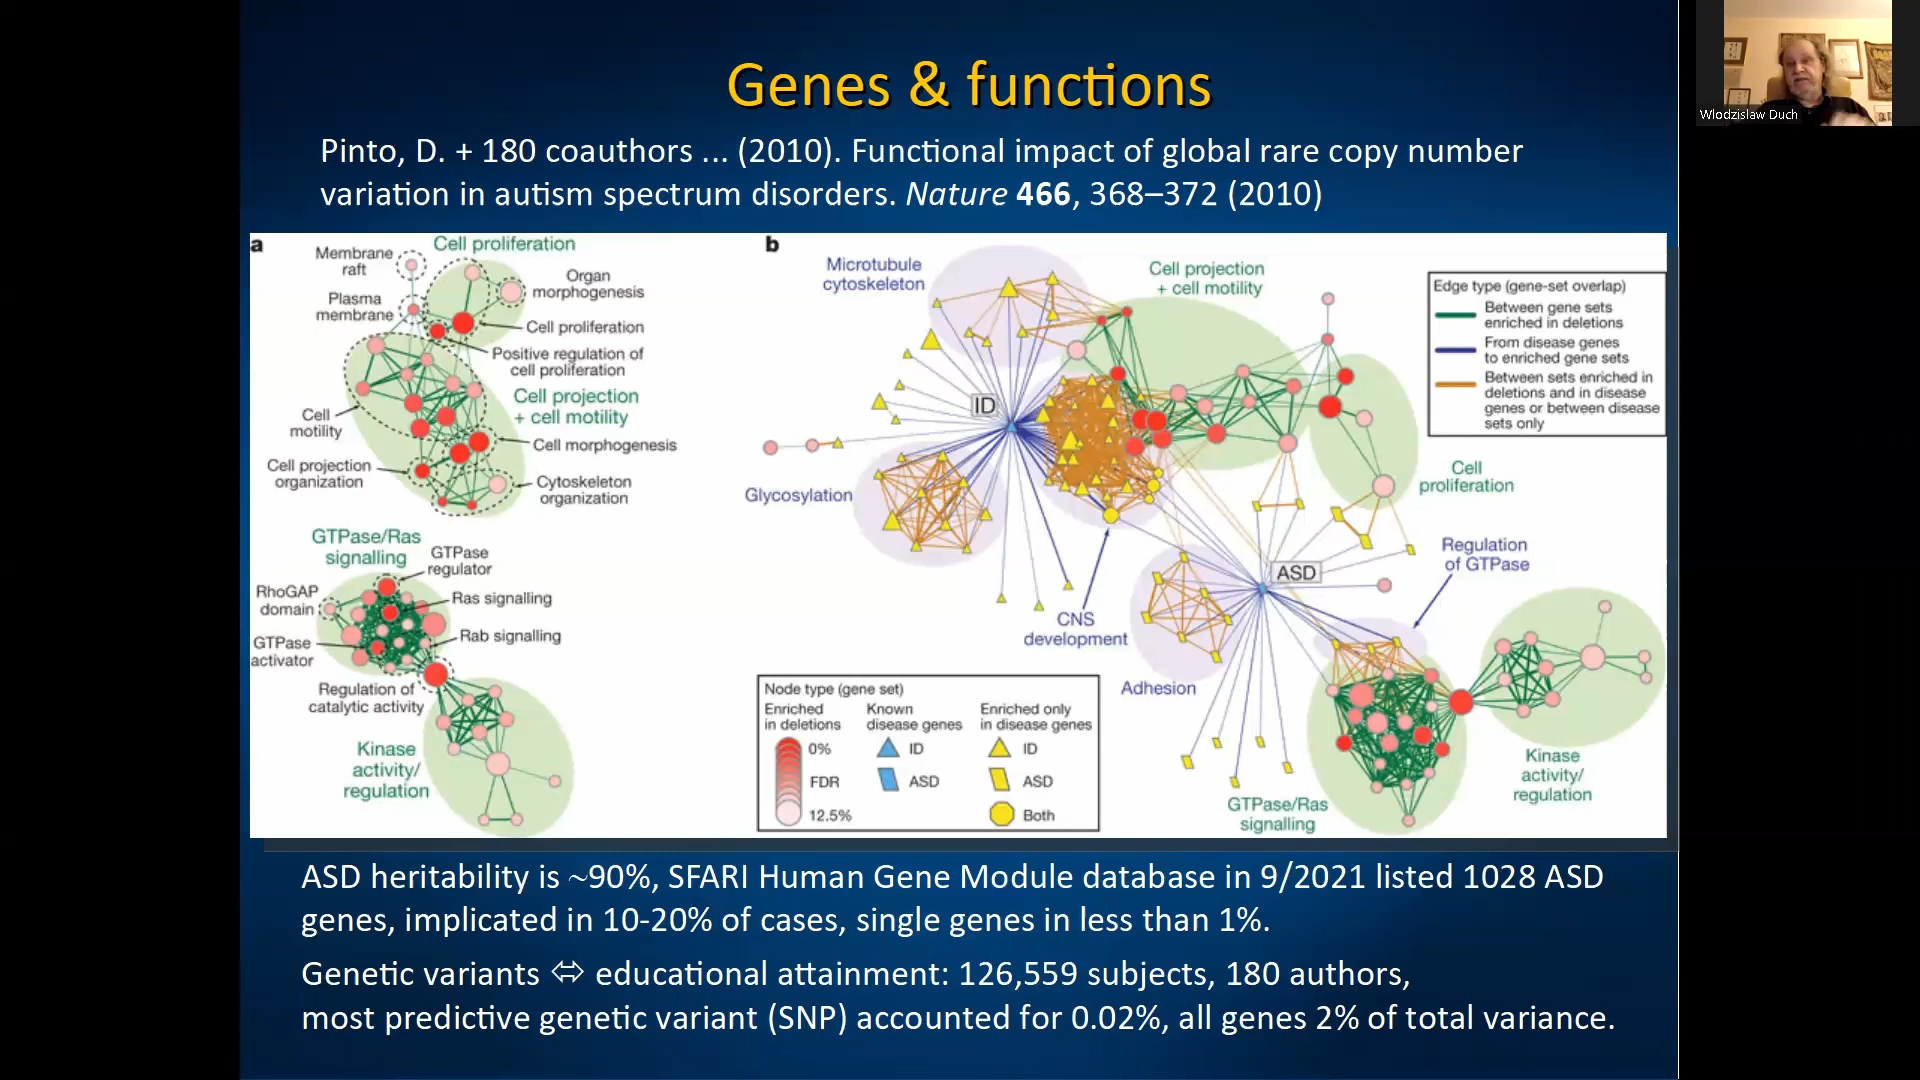 Genes & functions
Wlodzislaw Duch
Pinto, D. + 180 coauthors ... (2010). Functional impact of global rare copy number
variation in autism spectrum disorders. Nature 466, 368–372 (2010)
a
Cell proliferation
Membrane
raft
Organ
morphogenesis
Plasma
membrane
Cell proliferation
Positive regulation of
cell proliferation
Cell projection
+ cell motility
Cell
motility
Cell morphogenesis
Cell projection
organization
Cytoskeleton
organization
GTPase/Ras
signalling
GTPase
regulator
RhoGAP
domain
Ras signalling
Rab signalling
GTPase
activator
Regulation of
catalytic activity
Kinase
activity/
regulation
b
Microtubule
cytoskeleton
Cell projection
+ cell motility
ID
Glycosylation
Cell
proliferation
ASD
Regulation
of GTPase
CNS
development
Adhesion
GTPase/Ras
signalling
Kinase
activity/
regulation
Edge type (gene-set overlap)
Between gene sets
enriched in deletions
From disease genes
to enriched gene sets
Between sets enriched in
deletions and in disease
genes or between disease
sets only
Node type (gene set)
Enriched
in deletions
0%
FDR
12.5%
Known
disease genes
ID
ASD
Enriched only
in disease genes
ID
ASD
Both
ASD heritability is ~90%, SFARI Human Gene Module database in 9/2021 listed 1028 ASD
genes, implicated in 10-20% of cases, single genes in less than 1%.
Genetic variants ⬄ educational attainment: 126,559 subjects, 180 authors,
most predictive genetic variant (SNP) accounted for 0.02%, all genes 2% of total variance.